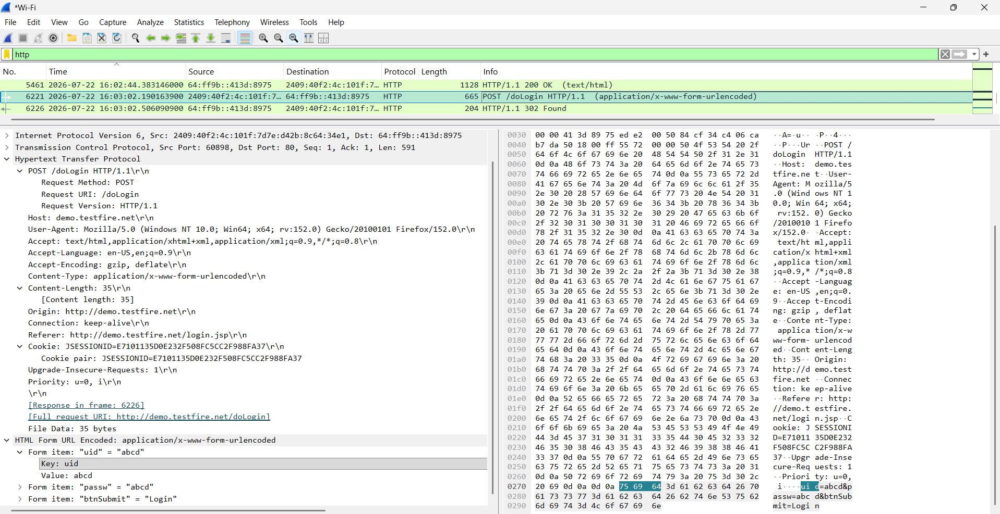 *Wi-Fi
File Edit View Go Capture Analyze Statistics Telephony Wireless Tools Help
http
No. Time Source Destination Protocol Length Info
5461 2026-07-22 16:02:44.383146000 64:ff9b::413d:8975 2409:40f2:4c:101f:7… HTTP 1128 HTTP/1.1 200 OK  (text/html)
6221 2026-07-22 16:03:02.190163900 2409:40f2:4c:101f:7… 64:ff9b::413d:8975 HTTP 665 POST /doLogin HTTP/1.1  (application/x-www-form-urlencoded)
6226 2026-07-22 16:03:02.506090900 64:ff9b::413d:8975 2409:40f2:4c:101f:7… HTTP 204 HTTP/1.1 302 Found
Internet Protocol Version 6, Src: 2409:40f2:4c:101f:7d7e:d42b:8c64:34e1, Dst: 64:ff9b::413d:8975
Transmission Control Protocol, Src Port: 60898, Dst Port: 80, Seq: 1, Ack: 1, Len: 591
Hypertext Transfer Protocol
POST /doLogin HTTP/1.1\r\n
Request Method: POST
Request URI: /doLogin
Request Version: HTTP/1.1
Host: demo.testfire.net\r\n
User-Agent: Mozilla/5.0 (Windows NT 10.0; Win64; x64; rv:152.0) Gecko/20100101 Firefox/152.0\r\n
Accept: text/html,application/xhtml+xml,application/xml;q=0.9,*/*;q=0.8\r\n
Accept-Language: en-US,en;q=0.9\r\n
Accept-Encoding: gzip, deflate\r\n
Content-Type: application/x-www-form-urlencoded\r\n
Content-Length: 35\r\n
[Content length: 35]
Origin: http://demo.testfire.net\r\n
Connection: keep-alive\r\n
Referer: http://demo.testfire.net/login.jsp\r\n
Cookie: JSESSIONID=E7101135D0E232F508FC5CC2F988FA37\r\n
Cookie pair: JSESSIONID=E7101135D0E232F508FC5CC2F988FA37
Upgrade-Insecure-Requests: 1\r\n
Priority: u=0, i\r\n
\r\n
[Response in frame: 6226]
[Full request URI: http://demo.testfire.net/doLogin]
File Data: 35 bytes
HTML Form URL Encoded: application/x-www-form-urlencoded
Form item: "uid" = "abcd"
Key: uid
Value: abcd
Form item: "passw" = "abcd"
Form item: "btnSubmit" = "Login"
0030 00 00 41 3d 89 75 ed e2 00 50 84 cf 34 c4 06 ca ··A=·u·· ·P··4···
0040 b7 da 50 18 00 ff 55 72 00 00 00 50 4f 53 54 20 2f ··P···Ur ···POST /
0050 64 6f 4c 6f 67 69 6e 20 48 54 54 50 2f 31 2e 31 doLogin  HTTP/1.1
0060 0d 0a 48 6f 73 74 3a 20 64 65 6d 6f 2e 74 65 73 ··Host:  demo.tes
0070 74 66 69 72 65 2e 6e 65 74 0d 0a 55 73 65 72 2d tfire.ne t··User-
0080 41 67 65 6e 74 3a 20 4d 6f 7a 69 6c 6c 61 2f 35 Agent: M ozilla/5
0090 2e 30 20 28 57 69 6e 64 6f 77 73 20 4e 54 20 31 .0 (Wind ows NT 1
00a0 30 2e 30 3b 20 57 69 6e 36 34 3b 20 78 36 34 3b 0.0; Win 64; x64;
00b0 20 72 76 3a 31 35 32 2e 30 29 20 47 65 63 6b 6f  rv:152. 0) Gecko
00c0 2f 32 30 31 30 30 31 30 31 20 46 69 72 65 66 6f /2010010 1 Firefo
00d0 78 2f 31 35 32 2e 30 0d 0a 41 63 63 65 70 74 3a x/152.0· ·Accept:
00e0 20 74 65 78 74 2f 68 74 6d 6c 2c 61 70 70 6c 69  text/ht ml,appli
00f0 63 61 74 69 6f 6e 2f 78 68 74 6d 6c 2b 78 6d 6c cation/x html+xml
0100 2c 61 70 70 6c 69 63 61 74 69 6f 6e 2f 78 6d 6c ,applica tion/xml
0110 3b 71 3d 30 2e 39 2c 2a 2f 2a 3b 71 3d 30 2e 38 ;q=0.9,* /*;q=0.8
0120 0d 0a 41 63 63 65 70 74 2d 4c 61 6e 67 75 61 67 ··Accept -Languag
0130 65 3a 20 65 6e 2d 55 53 2c 65 6e 3b 71 3d 30 2e e: en-US ,en;q=0.
0140 39 0d 0a 41 63 63 65 70 74 2d 45 6e 63 6f 64 69 9··Accep t-Encodi
0150 6e 67 3a 20 67 7a 69 70 2c 20 64 65 66 6c 61 74 ng: gzip , deflat
0160 65 0d 0a 43 6f 6e 74 65 6e 74 2d 54 79 70 65 3a e··Conte nt-Type:
0170 20 61 70 70 6c 69 63 61 74 69 6f 6e 2f 78 2d 77  applica tion/x-w
0180 77 77 2d 66 6f 72 6d 2d 75 72 6c 65 6e 63 6f 64 ww-form- urlencod
0190 65 64 0d 0a 43 6f 6e 74 65 6e 74 2d 4c 65 6e 67 ed··Cont ent-Leng
01a0 74 68 3a 20 33 35 0d 0a 4f 72 69 67 69 6e 3a 20 th: 35·· Origin:
01b0 68 74 74 70 3a 2f 2f 64 65 6d 6f 2e 74 65 73 74 http://d emo.test
01c0 66 69 72 65 2e 6e 65 74 0d 0a 43 6f 6e 6e 65 63 fire.net ··Connec
01d0 74 69 6f 6e 3a 20 6b 65 65 70 2d 61 6c 69 76 65 tion: ke ep-alive
01e0 0d 0a 52 65 66 65 72 65 72 3a 20 68 74 74 70 3a ··Refere r: http:
01f0 2f 2f 64 65 6d 6f 2e 74 65 73 74 66 69 72 65 2e //demo.t estfire.
0200 6e 65 74 2f 6c 6f 67 69 6e 2e 6a 73 70 0d 0a 43 net/logi n.jsp··C
0210 6f 6f 6b 69 65 3a 20 4a 53 45 53 53 49 4f 4e 49 ookie: J SESSIONI
0220 44 3d 45 37 31 30 31 31 33 35 44 30 45 32 33 32 D=E71011 35D0E232
0230 46 35 30 38 46 43 35 43 43 32 46 39 38 38 46 41 F508FC5C C2F988FA
0240 33 37 0d 0a 55 70 67 72 61 64 65 2d 49 6e 73 65 37··Upgr ade-Inse
0250 63 75 72 65 2d 52 65 71 75 65 73 74 73 3a 20 31 cure-Req uests: 1
0260 0d 0a 50 72 69 6f 72 69 74 79 3a 20 75 3d 30 2c ··Priori ty: u=0,
0270 20 69 0d 0a 0d 0a 75 69 64 3d 61 62 63 64 26 70  i····ui d=abcd&p
0280 61 73 73 77 3d 61 62 63 64 26 62 74 6e 53 75 62 assw=abc d&btnSub
0290 6d 69 74 3d 4c 6f 67 69 6e mit=Logi n